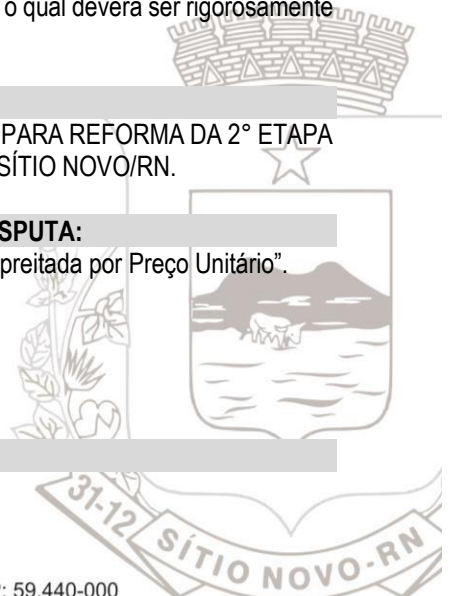 o qual deverá ser rigorosamente
PARA REFORMA DA 2° ETAPA
SÍTIO NOVO/RN.
SPUTA:
preitada por Preço Unitário”.
31-12 SÍTIO NOVO-RN
: 59.440-000